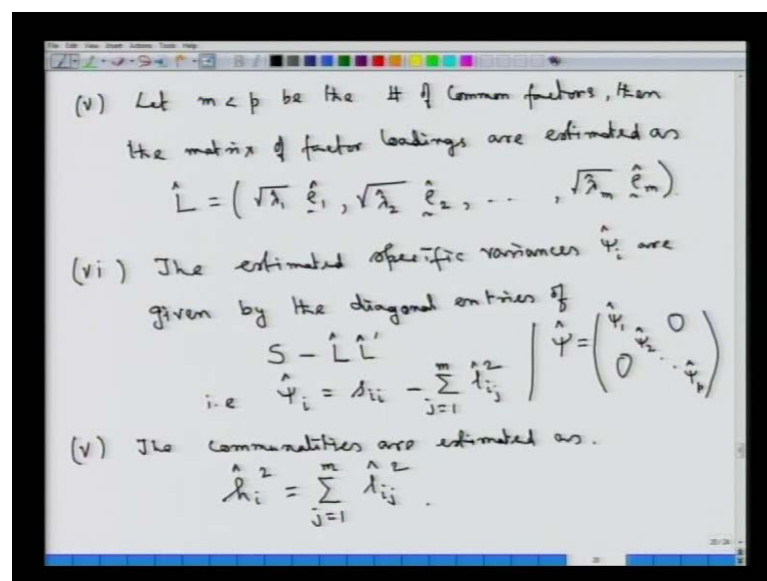 (v) Let m < p be the # of Common factors, then
the matrix of factor loadings are estimated as
L̂ = (√λ̂₁ ê₁, √λ̂₂ ê₂, - - . , √λ̂ₘ êₘ).
(vi) The estimated specific variances ψ̂ᵢ are
given by the diagonal entries of
S - L̂ L̂'
i.e ψ̂ᵢ = sᵢᵢ - ∑ⱼ₌₁ᵐ l̂ᵢⱼ² | ψ̂ = (ψ̂₁ ψ̂₂ ... ψ̂ₚ 0 0)
(v) The communalities are estimated as.
ĥᵢ² = ∑ⱼ₌₁ᵐ l̂ᵢⱼ² .